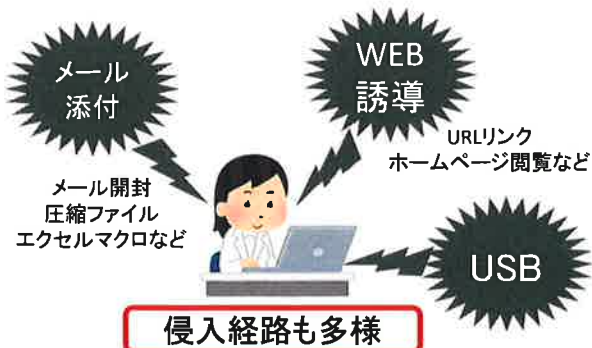 メール
添付
WEB
誘導
URLリンク
ホームページ閲覧など
メール開封
圧縮ファイル
エクセルマクロなど
USB
侵入経路も多様